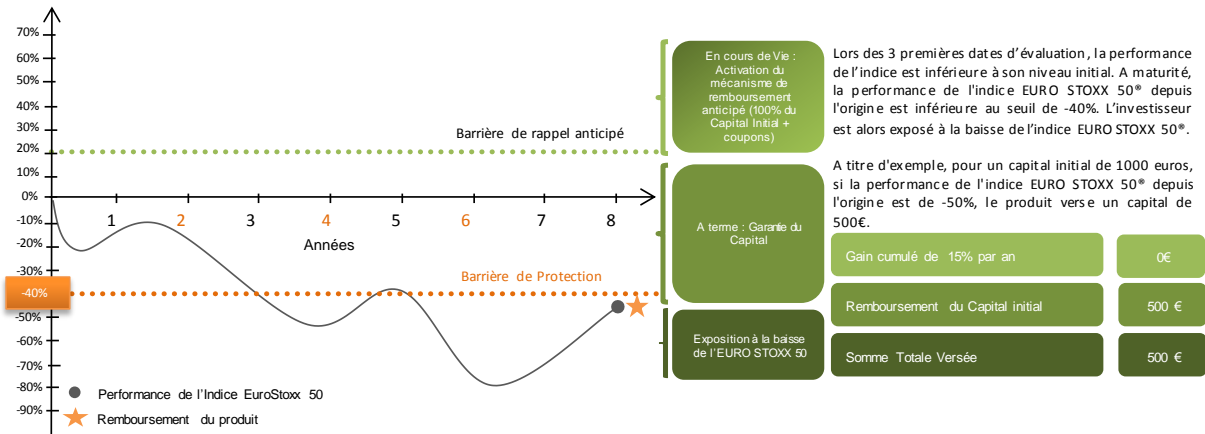 70%
60%
50%
40%
30%
20%
10%
0%
-10%
-20%
-30%
-40%
-50%
-60%
-70%
-80%
-90%
Barrière de rappel anticipé
1 2 3 4 5 6 7 8
Années
Barrière de Protection
Performance de l'Indice EuroStoxx 50
Remboursement du produit
En cours de Vie :
Activation du
mécanisme de
remboursement
anticipé (100% du
Capital Initial +
coupons)
A terme : Garantie du
Capital
Exposition à la baisse
de l'EURO STOXX 50
Lors des 3 premières dates d'évaluation, la performance
de l'indice est inférieure à son niveau initial. A maturité,
la performance de l'indice EURO STOXX 50® depuis
l'origine est inférieure au seuil de -40%. L'investisseur
est alors exposé à la baisse de l'indice EURO STOXX 50®.
A titre d'exemple, pour un capital initial de 1000 euros,
si la performance de l'indice EURO STOXX 50® depuis
l'origine est de -50%, le produit verse un capital de
500€.
Gain cumulé de 15% par an 0€
Remboursement du Capital initial 500 €
Somme Totale Versée 500 €